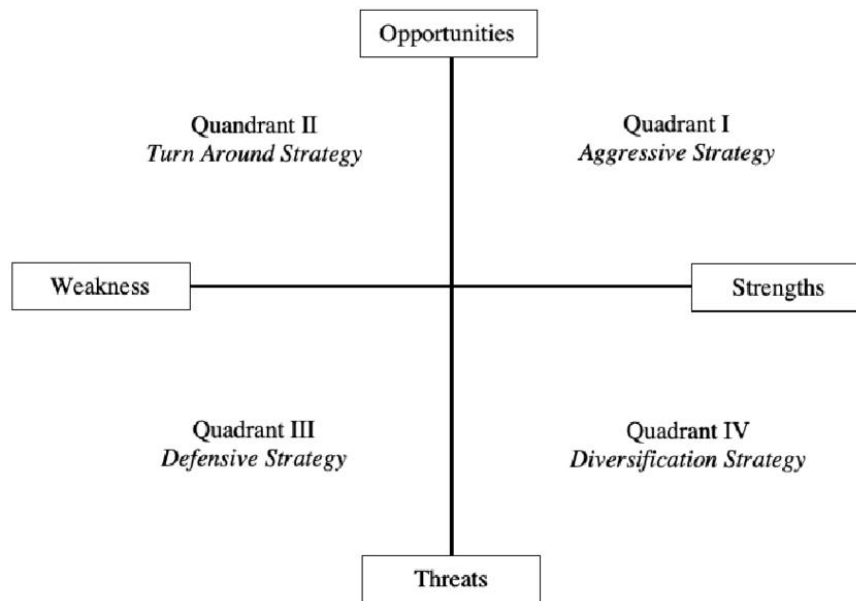 Opportunities
Quandrant II
Turn Around Strategy
Quadrant I
Aggressive Strategy
Weakness
Strengths
Quadrant III
Defensive Strategy
Quadrant IV
Diversification Strategy
Threats